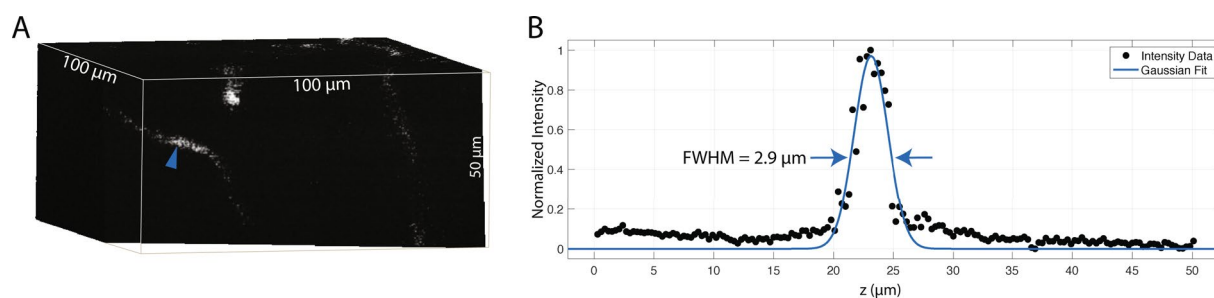 A
100 µm
100 µm
50 µm
B
Normalized Intensity
1
0.8
0.6
0.4
0.2
0
FWHM = 2.9 µm
Intensity Data
Gaussian Fit
0 5 10 15 20 25 30 35 40 45 50
z (µm)